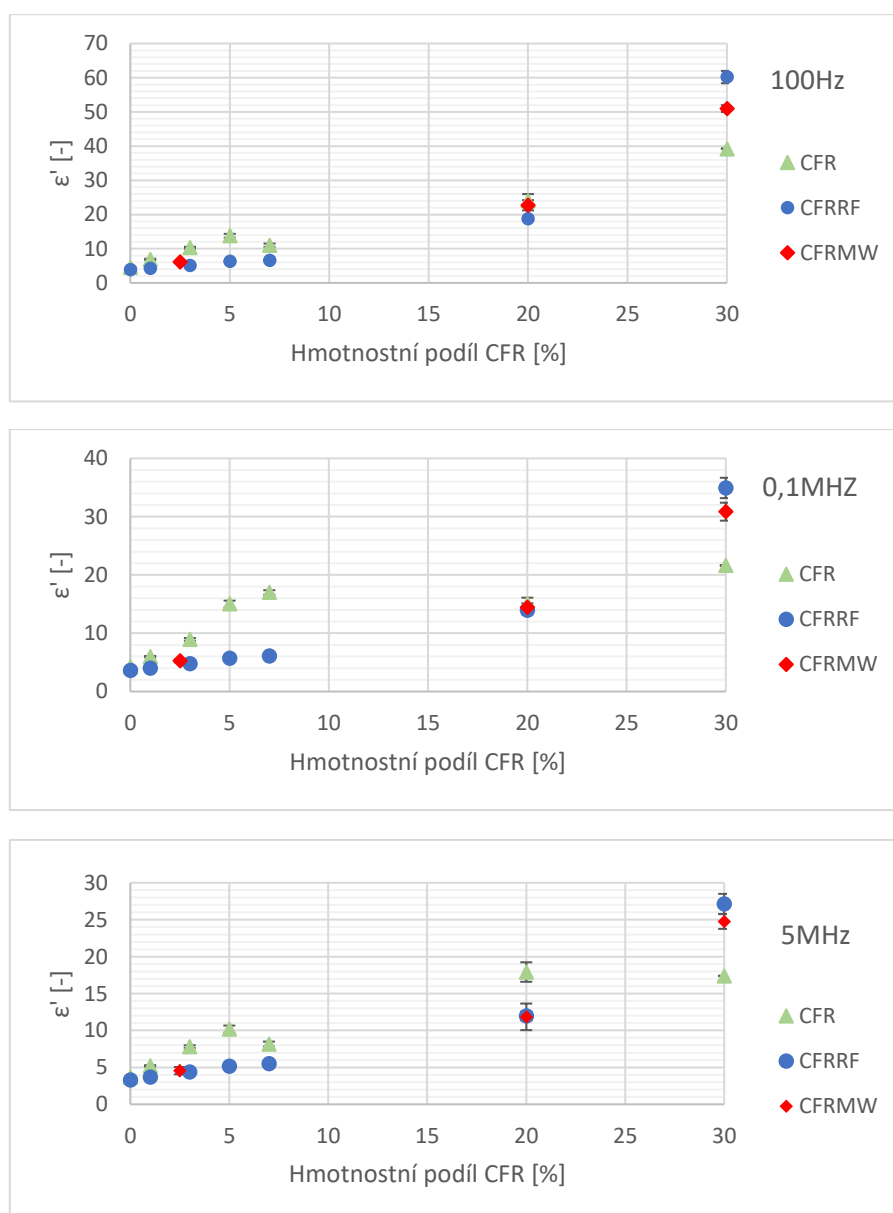 70
60
50
40
30
20
10
0
ε' [-]
0 5 10 15 20 25 30
Hmotnostní podíl CFR [%]
100Hz
CFR
CFRRF
CFRMW
40
30
20
10
0
ε' [-]
0 5 10 15 20 25 30
Hmotnostní podíl CFR [%]
0,1MHZ
CFR
CFRRF
CFRMW
30
25
20
15
10
5
0
ε' [-]
0 5 10 15 20 25 30
Hmotnostní podíl CFR [%]
5MHz
CFR
CFRRF
CFRMW